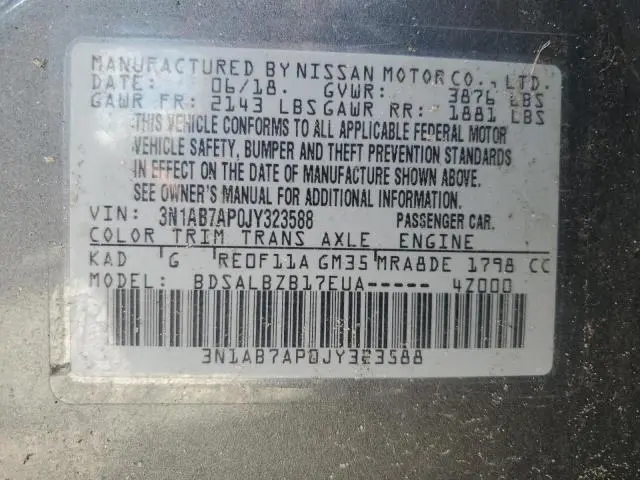 MANUFACTURED BY NISSAN MOTOR CO., LTD.
DATE: 06/18. GVWR: 3876 LBS
GAWR FR: 2143 LBS GAWR RR: 1881 LBS
THIS VEHICLE CONFORMS TO ALL APPLICABLE FEDERAL MOTOR
VEHICLE SAFETY, BUMPER AND THEFT PREVENTION STANDARDS
IN EFFECT ON THE DATE OF MANUFACTURE SHOWN ABOVE.
SEE OWNER'S MANUAL FOR ADDITIONAL INFORMATION.
VIN: 3N1AB7AP0JY323588 PASSENGER CAR.
COLOR TRIM TRANS AXLE ENGINE
KAD G RE0F11A GM35 MRA8DE 1798 CC
MODEL: BDSALBZB17EUA----- 4Z000
3N1AB7AP0JY323588